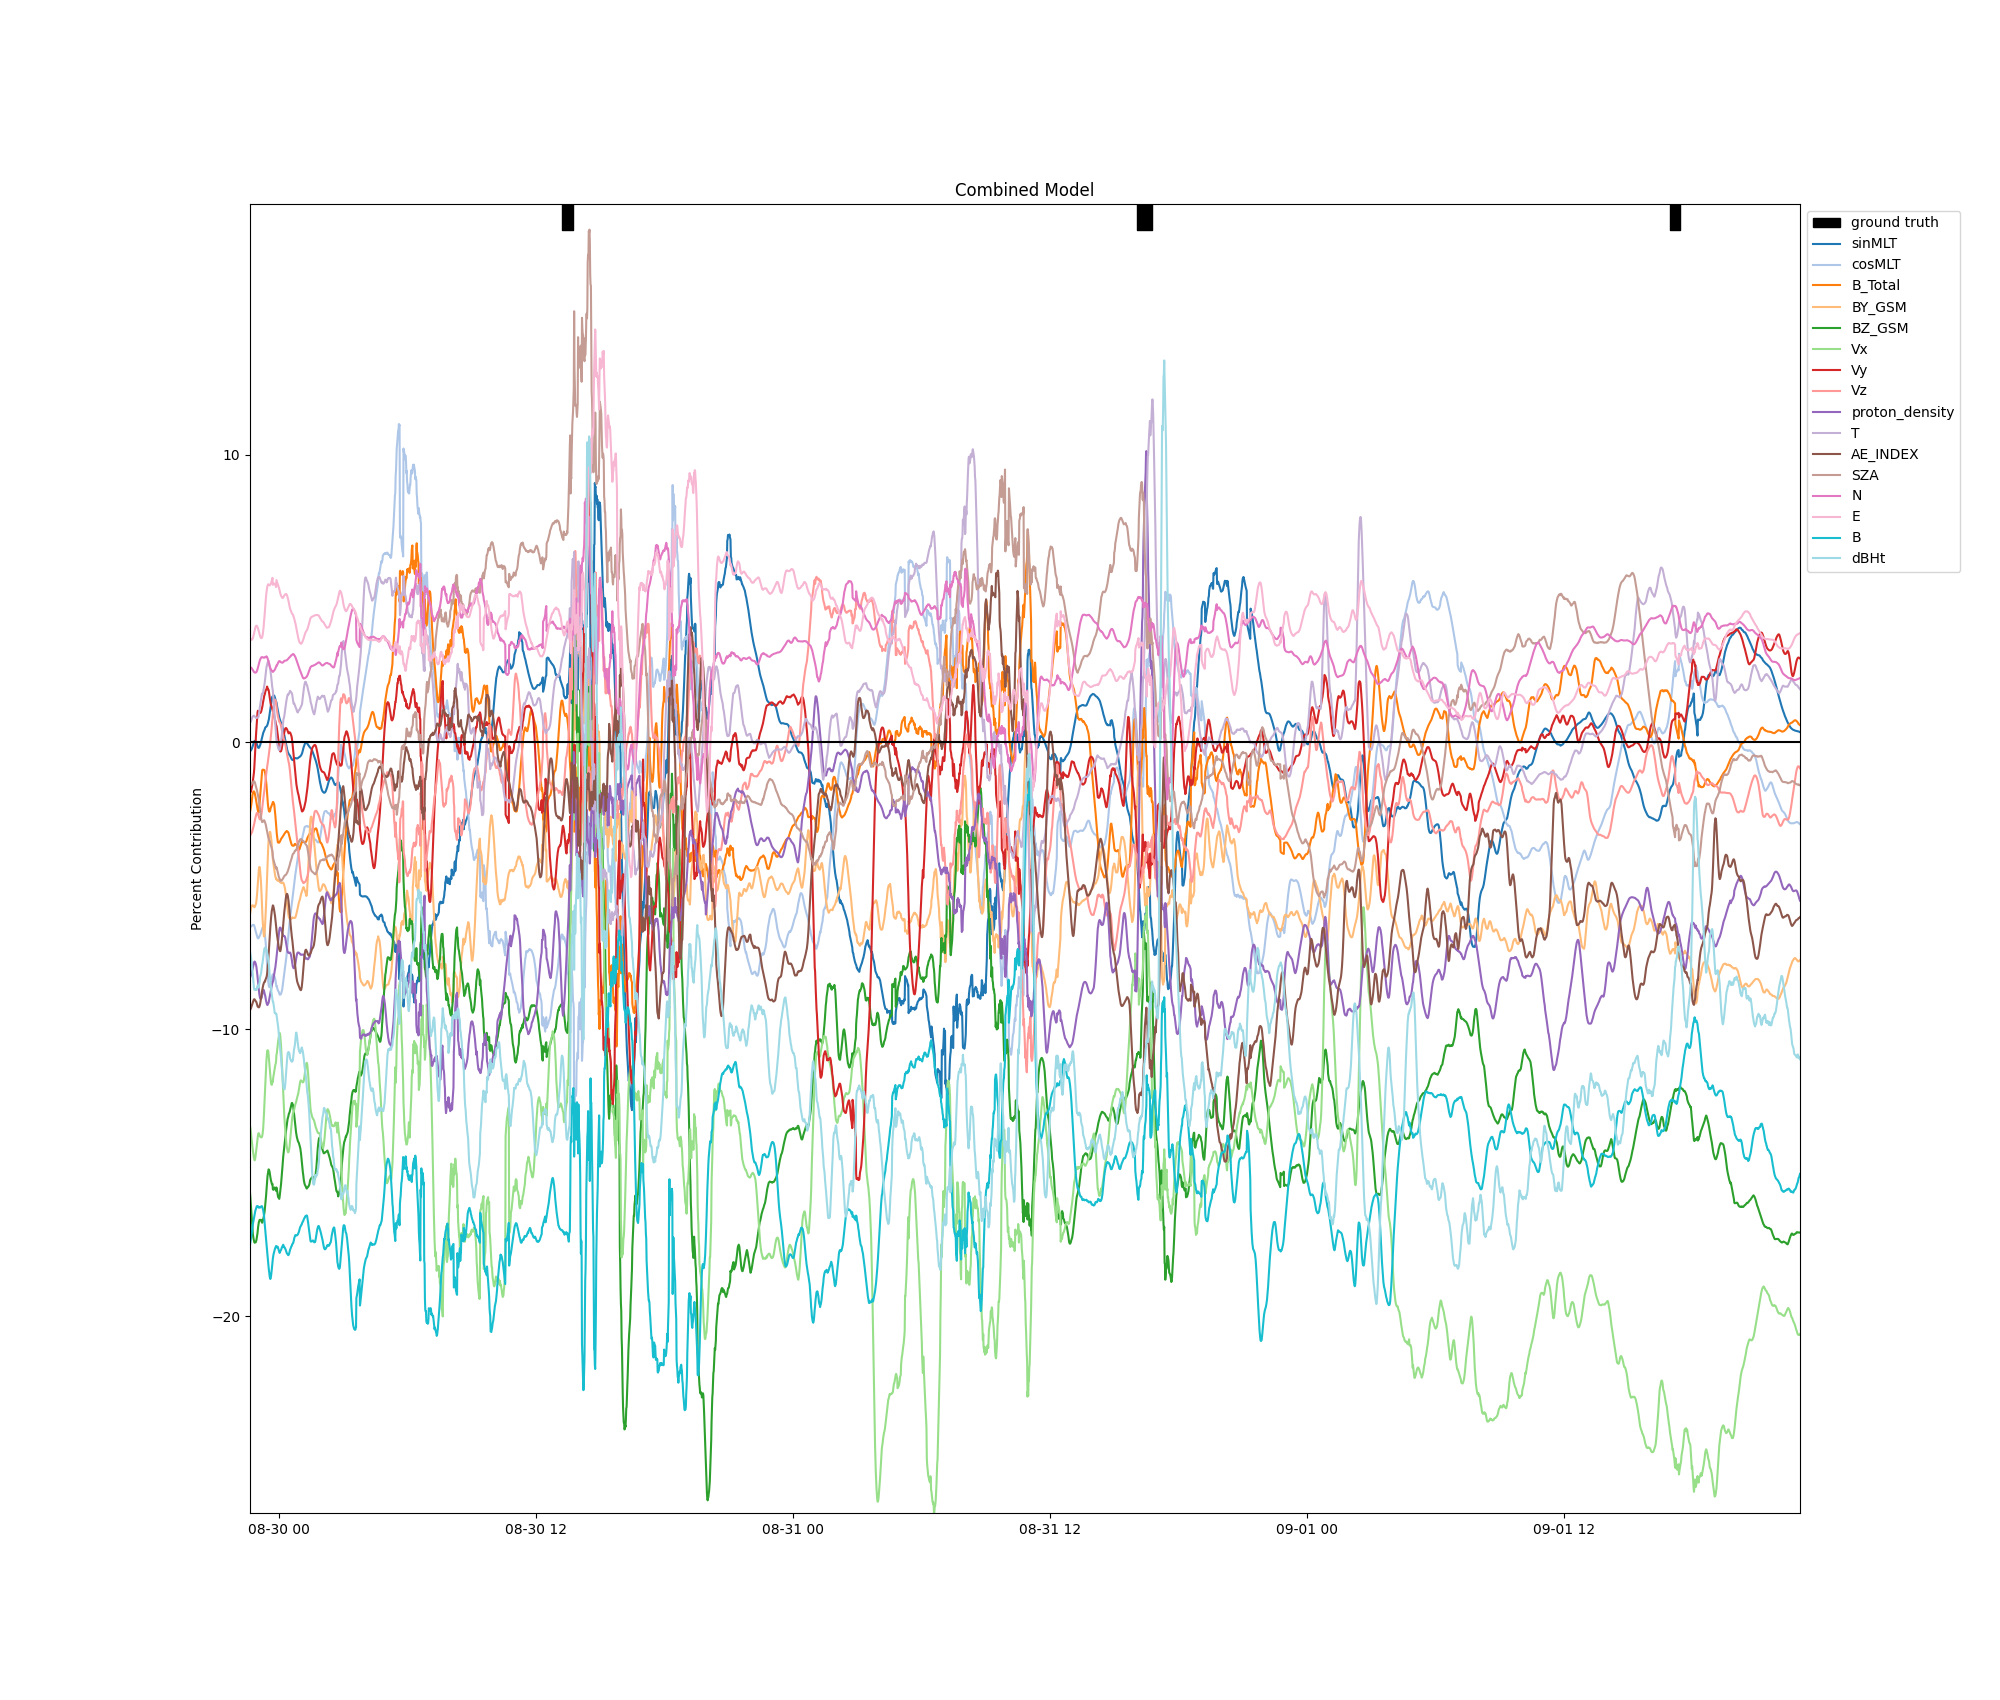 Combined Model
10
0
−10
−20
Percent Contribution
08-30 00
08-30 12
08-31 00
08-31 12
09-01 00
09-01 12
ground truth
sinMLT
cosMLT
B_Total
BY_GSM
BZ_GSM
Vx
Vy
Vz
proton_density
T
AE_INDEX
SZA
N
E
B
dBHt